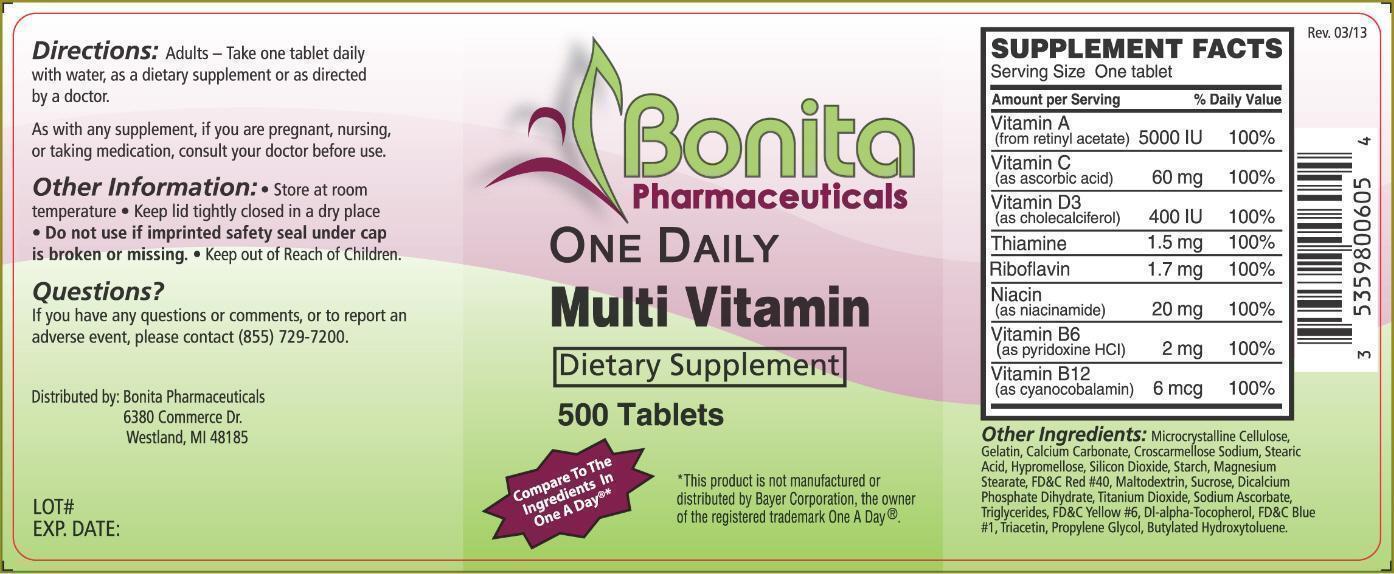 Directions: Adults – Take one tablet daily
with water, as a dietary supplement or as directed
by a doctor.
As with any supplement, if you are pregnant, nursing,
or taking medication, consult your doctor before use.
Other Information: • Store at room
temperature • Keep lid tightly closed in a dry place
• Do not use if imprinted safety seal under cap
is broken or missing. • Keep out of Reach of Children.
Questions?
If you have any questions or comments, or to report an
adverse event, please contact (855) 729-7200.
Distributed by: Bonita Pharmaceuticals
6380 Commerce Dr.
Westland, MI 48185
LOT#
EXP. DATE:
Bonita
Pharmaceuticals
ONE DAILY
Multi Vitamin
Dietary Supplement
500 Tablets
Compare To The
Ingredients In
One A Day®*
*This product is not manufactured or
distributed by Bayer Corporation, the owner
of the registered trademark One A Day®.
SUPPLEMENT FACTS
Serving Size One tablet
Amount per Serving % Daily Value
Vitamin A
(from retinyl acetate) 5000 IU 100%
Vitamin C
(as ascorbic acid) 60 mg 100%
Vitamin D3
(as cholecalciferol) 400 IU 100%
Thiamine 1.5 mg 100%
Riboflavin 1.7 mg 100%
Niacin
(as niacinamide) 20 mg 100%
Vitamin B6
(as pyridoxine HCl) 2 mg 100%
Vitamin B12
(as cyanocobalamin) 6 mcg 100%
Other Ingredients: Microcrystalline Cellulose,
Gelatin, Calcium Carbonate, Croscarmellose Sodium, Stearic
Acid, Hypromellose, Silicon Dioxide, Starch, Magnesium
Stearate, FD&C Red #40, Maltodextrin, Sucrose, Dicalcium
Phosphate Dihydrate, Titanium Dioxide, Sodium Ascorbate,
Triglycerides, FD&C Yellow #6, Dl-alpha-Tocopherol, FD&C Blue
#1, Triacetin, Propylene Glycol, Butylated Hydroxytoluene.
Rev. 03/13
3 5359800605 4